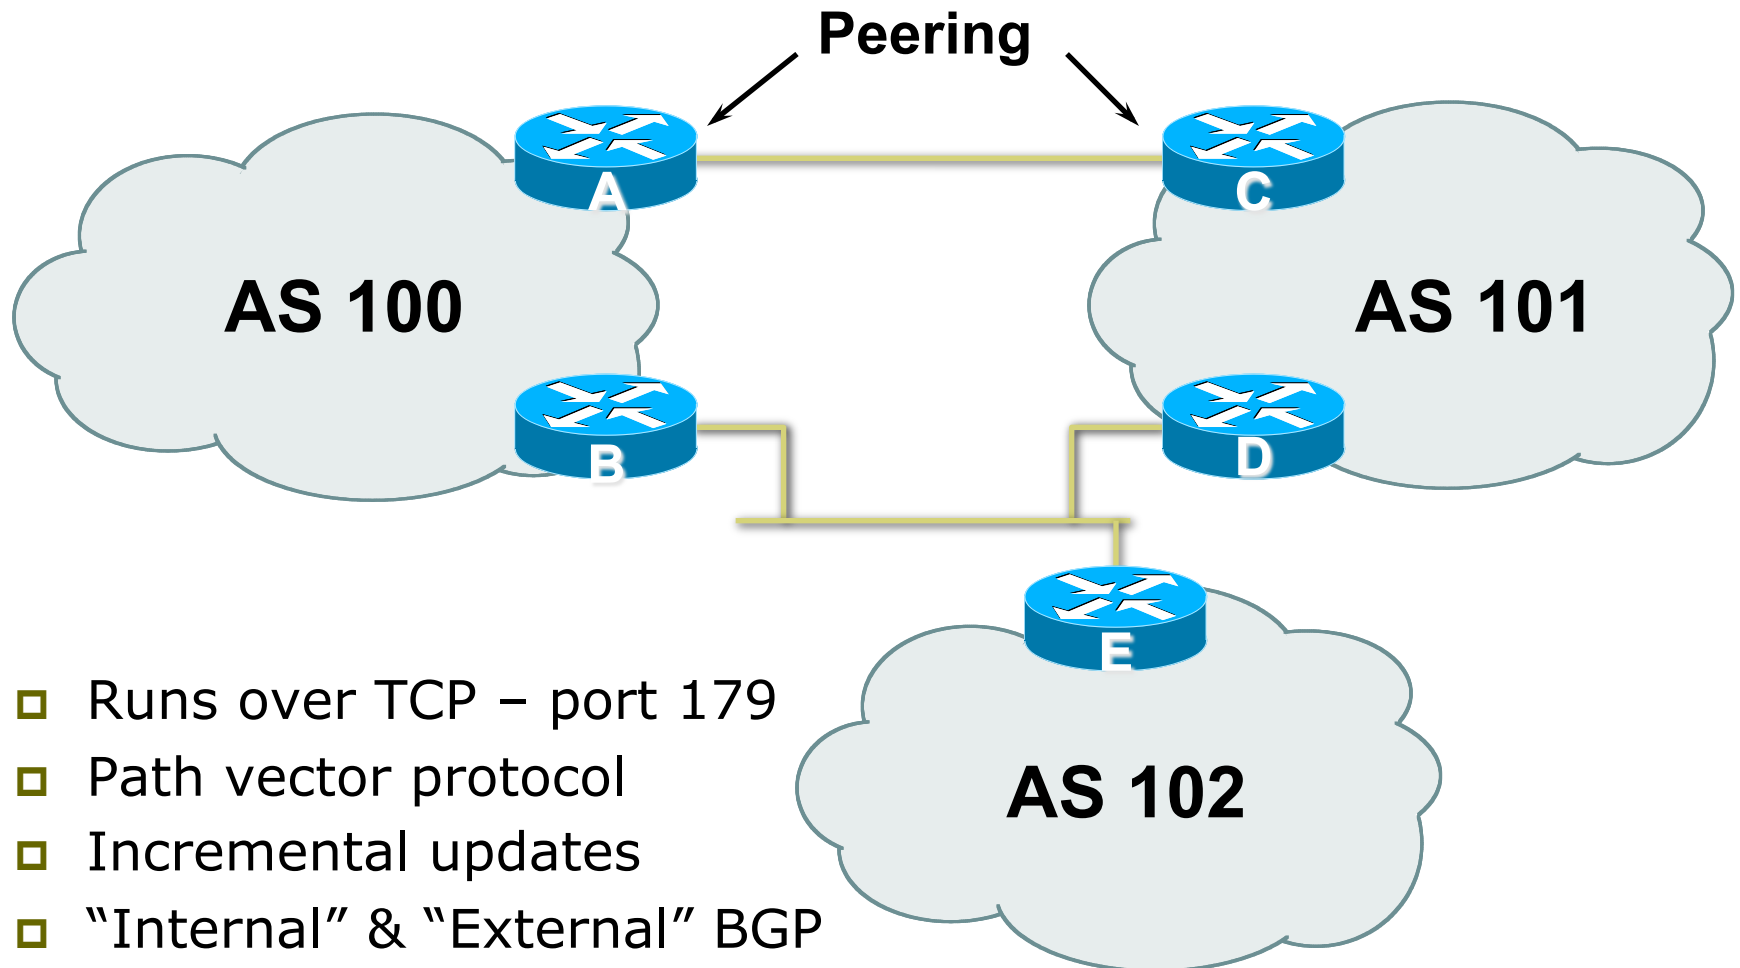 Peering
A
C
AS 100
AS 101
B
D
E
AS 102
Runs over TCP – port 179
Path vector protocol
Incremental updates
“Internal” & “External” BGP